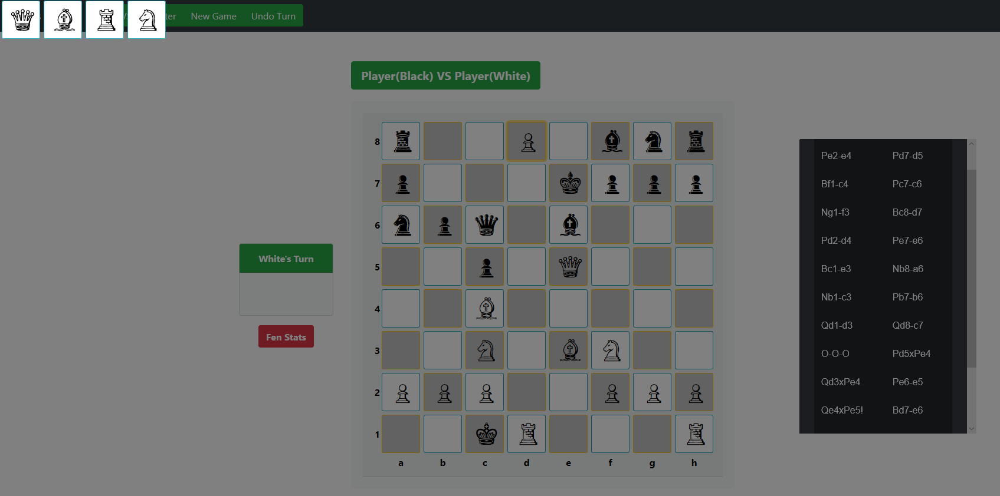 ter New Game Undo Turn
Player(Black) VS Player(White)
8
7
6
5
4
3
2
1
a b c d e f g h
White's Turn
Fen Stats
Pe2-e4 Pd7-d5
Bf1-c4 Pc7-c6
Ng1-f3 Bc8-d7
Pd2-d4 Pe7-e6
Bc1-e3 Nb8-a6
Nb1-c3 Pb7-b6
Qd1-d3 Qd8-c7
O-O-O Pd5xPe4
Qd3xPe4 Pe6-e5
Qe4xPe5! Bd7-e6